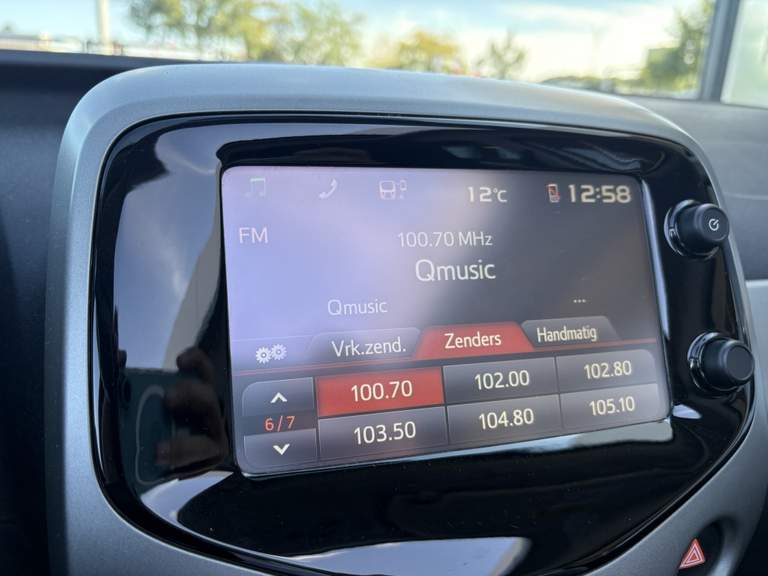 12°C 12:58
FM
100.70 MHz
Qmusic
Qmusic ...
Vrk.zend. Zenders Handmatig
100.70 102.00 102.80
6/7
103.50 104.80 105.10